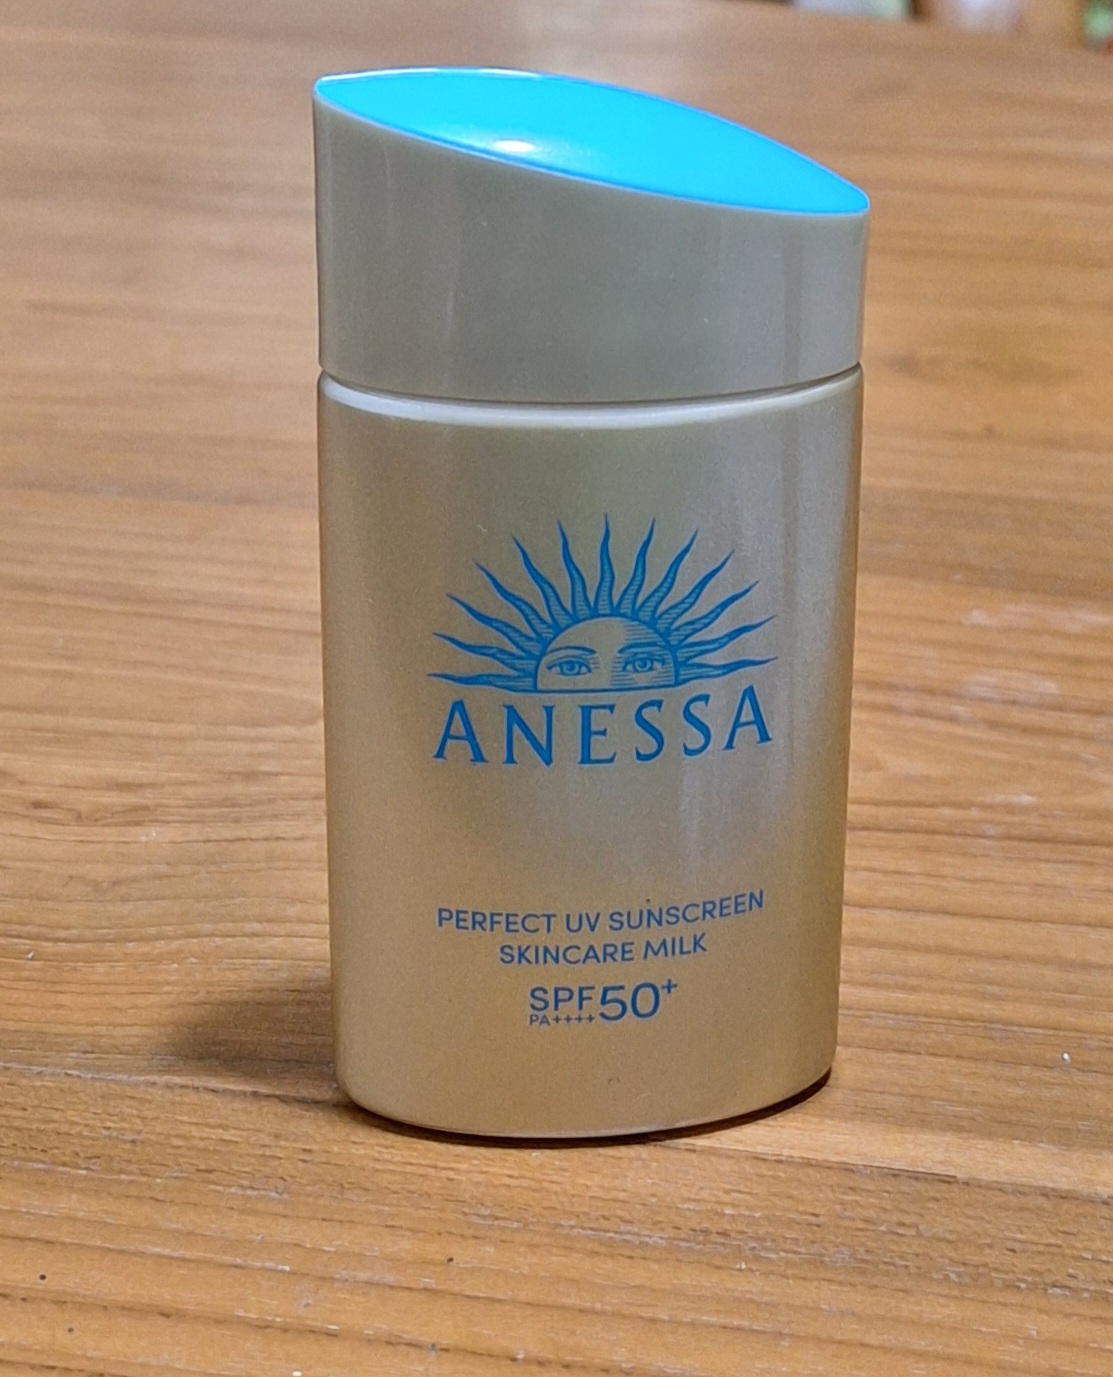 ANESSA
PERFECT UV SUNSCREEN
SKINCARE MILK
SPF50+
PA++++